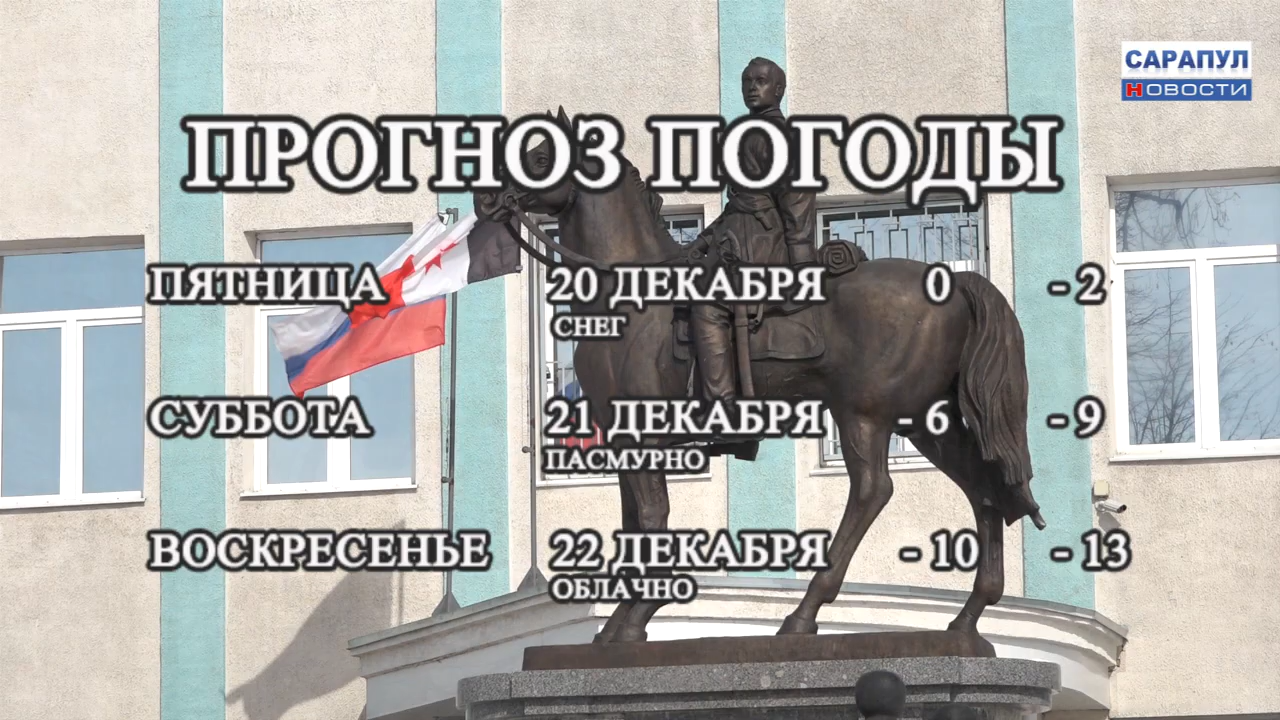 САРАПУЛ
НОВОСТИ
ПРОГНОЗ ПОГОДЫ
ПЯТНИЦА 20 ДЕКАБРЯ 0 - 2
СНЕГ
СУББОТА 21 ДЕКАБРЯ - 6 - 9
ПАСМУРНО
ВОСКРЕСЕНЬЕ 22 ДЕКАБРЯ - 10 - 13
ОБЛАЧНО